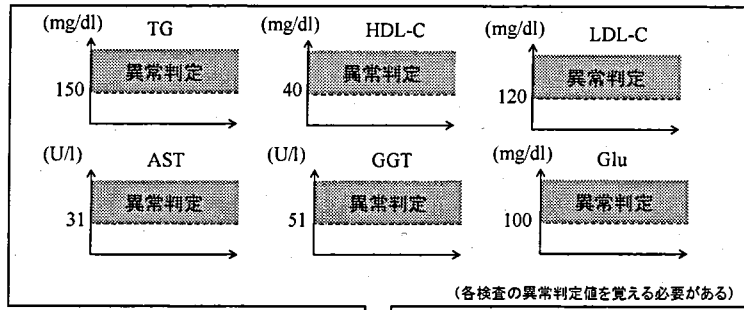 (mg/dl) TG
異常判定
150
(mg/dl) HDL-C
異常判定
40
(mg/dl) LDL-C
異常判定
120
(U/l) AST
異常判定
31
(U/l) GGT
異常判定
51
(mg/dl) Glu
異常判定
100
(各検査の異常判定値を覚える必要がある)